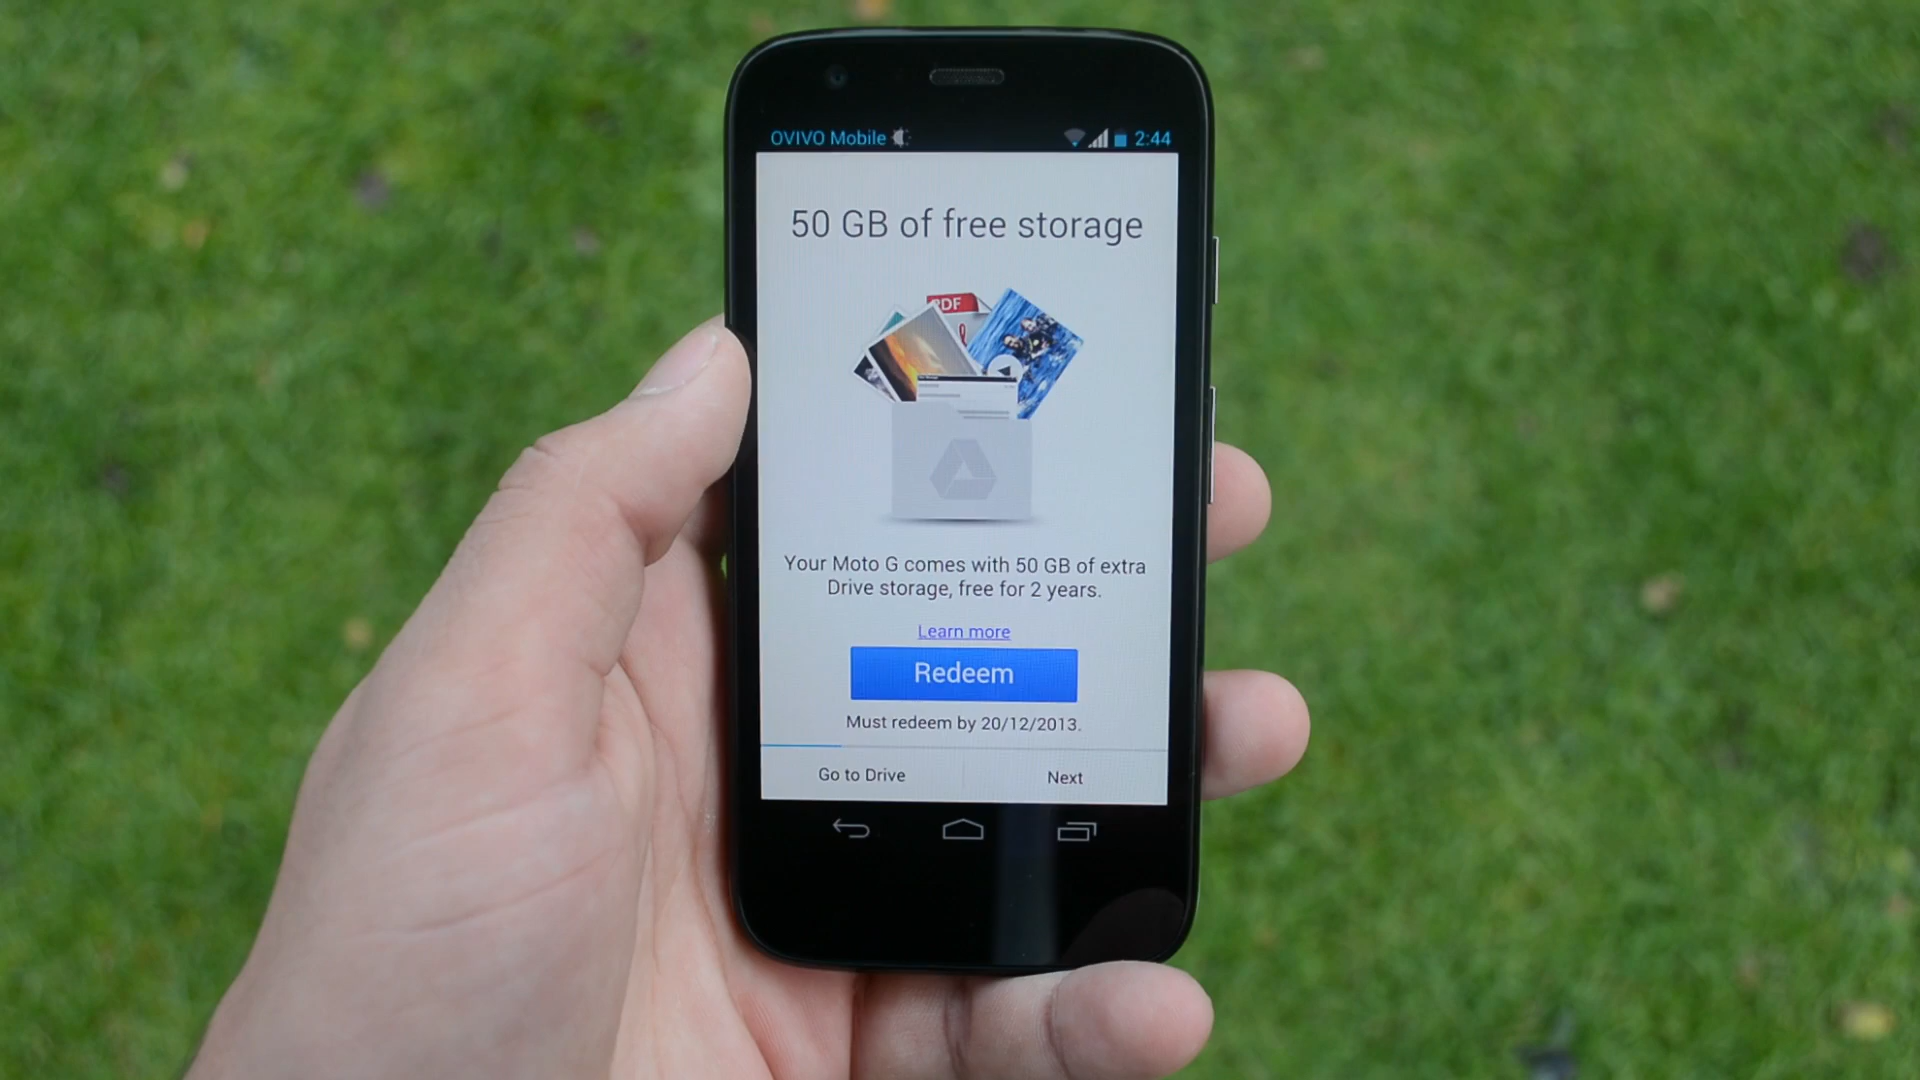 OVIVO Mobile 2:44
50 GB of free storage
PDF
Your Moto G comes with 50 GB of extra
Drive storage, free for 2 years.
Learn more
Redeem
Must redeem by 20/12/2013.
Go to Drive Next